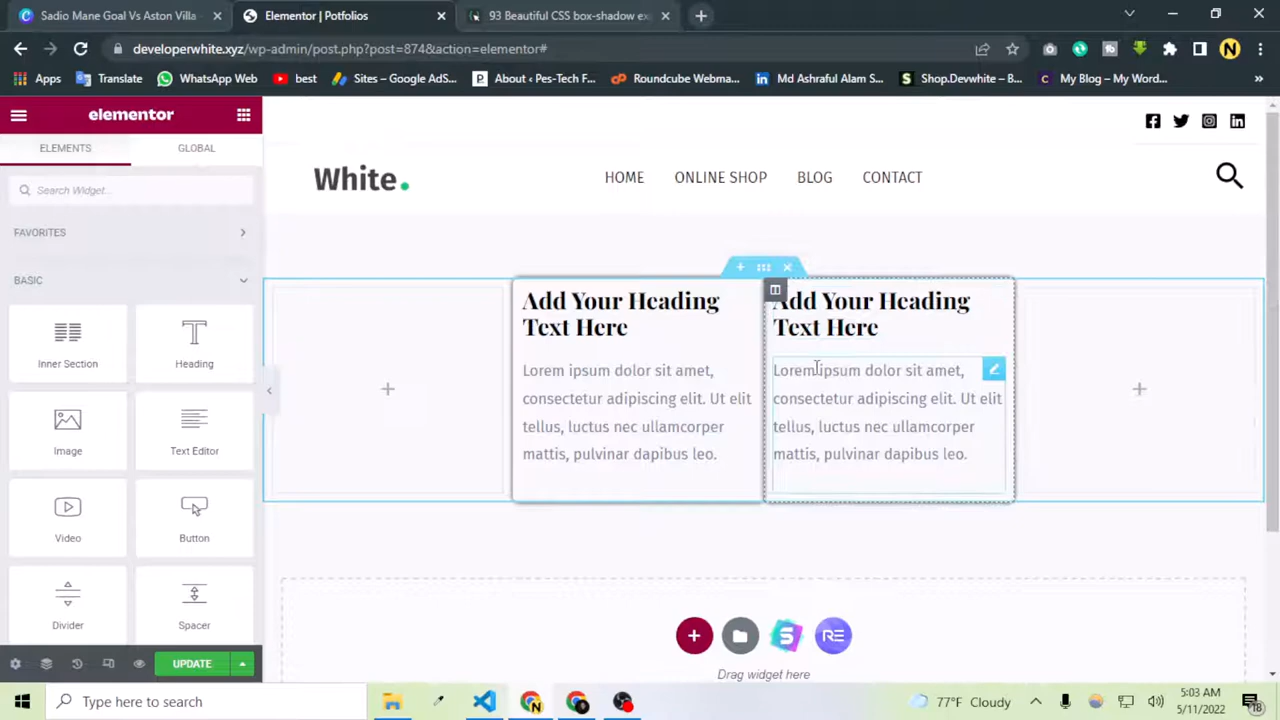 Sadio Mane Goal Vs Aston Villa
Elementor | Potfolios
93 Beautiful CSS box-shadow ex
developerwhite.xyz/wp-admin/post.php?post=874&action=elementor#
N
Apps
Translate
WhatsApp Web
best
Sites – Google AdS...
About ‹ Pes-Tech F...
Roundcube Webma...
Md Ashraful Alam S...
Shop.Devwhite – B...
My Blog – My Wor...
»
elementor
ELEMENTS
GLOBAL
Search Widget...
FAVORITES
BASIC
Inner Section
Heading
Image
Text Editor
Video
Button
Divider
Spacer
UPDATE
White.
HOME
ONLINE SHOP
BLOG
CONTACT
Add Your Heading
Text Here
Lorem ipsum dolor sit amet,
consectetur adipiscing elit. Ut elit
tellus, luctus nec ullamcorper
mattis, pulvinar dapibus leo.
Add Your Heading
Text Here
Lorem ipsum dolor sit amet,
consectetur adipiscing elit. Ut elit
tellus, luctus nec ullamcorper
mattis, pulvinar dapibus leo.
RE
Drag widget here
Type here to search
77°F Cloudy
5:03 AM
5/11/2022
18